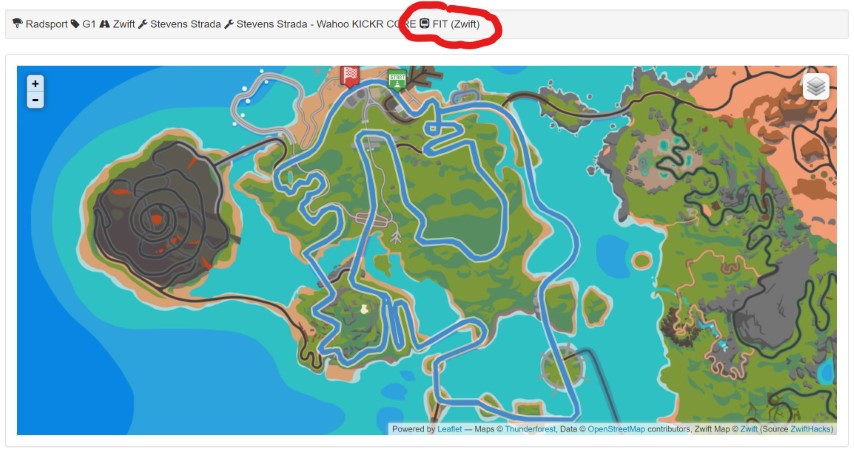 Radsport G1 Zwift Stevens Strada Stevens Strada - Wahoo KICKR CORE FIT (Zwift)
+
START
-
Powered by Leaflet — Maps © Thunderforest, Data © OpenStreetMap contributors, Zwift Map © Zwift (Source ZwiftHacks)